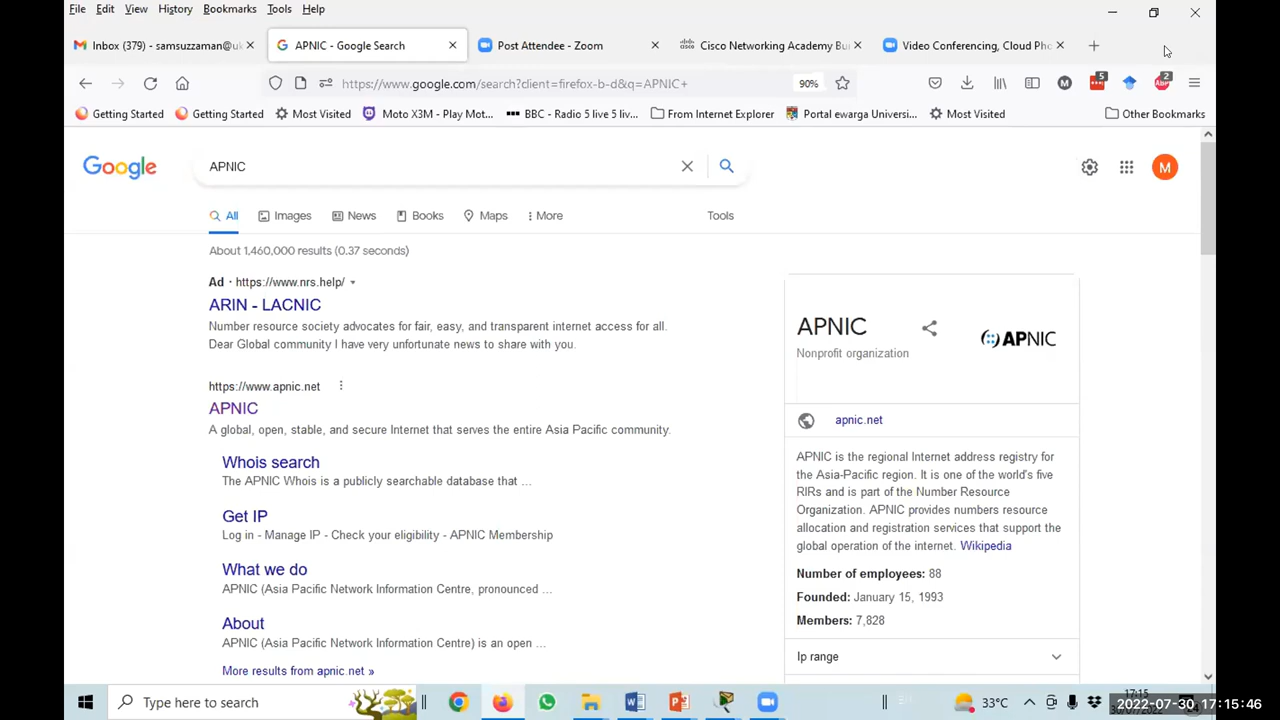 File Edit View History Bookmarks Tools Help
Inbox (379) - samsuzzaman@uk
APNIC - Google Search
Post Attendee - Zoom
Cisco Networking Academy Bu
Video Conferencing, Cloud Pho
https://www.google.com/search?client=firefox-b-d&q=APNIC+
90%
5
2
Getting Started
Getting Started
Most Visited
Moto X3M - Play Mot...
BBC - Radio 5 live 5 li...
From Internet Explorer
Portal ewarga Universi...
Most Visited
Other Bookmarks
Google
APNIC
M
All Images News Books Maps More Tools
About 1,460,000 results (0.37 seconds)
Ad · https://www.nrs.help/
ARIN - LACNIC
Number resource society advocates for fair, easy, and transparent internet access for all.
Dear Global community I have very unfortunate news to share with you.
https://www.apnic.net
APNIC
A global, open, stable, and secure Internet that serves the entire Asia Pacific community.
Whois search
The APNIC Whois is a publicly searchable database that ...
Get IP
Log in - Manage IP - Check your eligibility - APNIC Membership
What we do
APNIC (Asia Pacific Network Information Centre, pronounced ...
About
APNIC (Asia Pacific Network Information Centre) is an open ...
More results from apnic.net »
APNIC
Nonprofit organization
APNIC
apnic.net
APNIC is the regional Internet address registry for
the Asia-Pacific region. It is one of the world's five
RIRs and is part of the Number Resource
Organization. APNIC provides numbers resource
allocation and registration services that support the
global operation of the internet. Wikipedia
Number of employees: 88
Founded: January 15, 1993
Members: 7,828
Ip range
Type here to search
33°C
17:15
2022-07-30 17:15:46